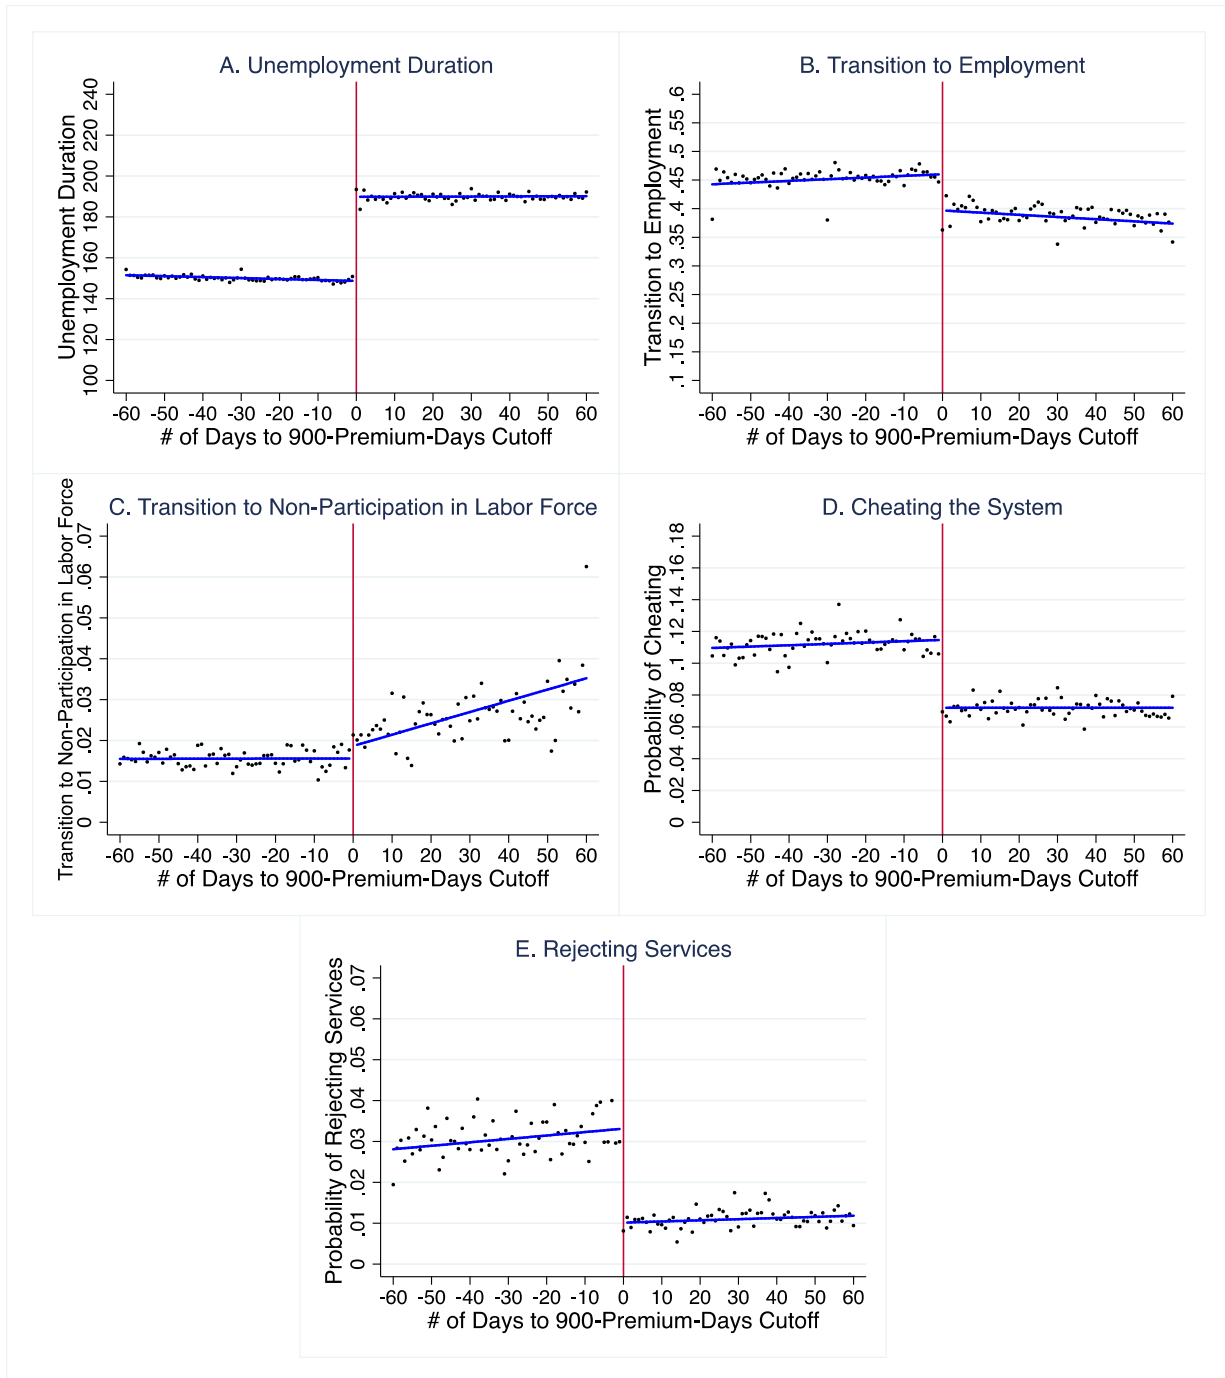 A. Unemployment Duration
Unemployment Duration
100 120 140 160 180 200 220 240
-60 -50 -40 -30 -20 -10 0 10 20 30 40 50 60
# of Days to 900-Premium-Days Cutoff
B. Transition to Employment
Transition to Employment
.1 .15 .2 .25 .3 .35 .4 .45 .5 .55 .6
-60 -50 -40 -30 -20 -10 0 10 20 30 40 50 60
# of Days to 900-Premium-Days Cutoff
C. Transition to Non-Participation in Labor Force
Transition to Non-Participation in Labor Force
0 .01 .02 .03 .04 .05 .06 .07
-60 -50 -40 -30 -20 -10 0 10 20 30 40 50 60
# of Days to 900-Premium-Days Cutoff
D. Cheating the System
Probability of Cheating
0 .02 .04 .06 .08 .1 .12 .14 .16 .18
-60 -50 -40 -30 -20 -10 0 10 20 30 40 50 60
# of Days to 900-Premium-Days Cutoff
E. Rejecting Services
Probability of Rejecting Services
0 .01 .02 .03 .04 .05 .06 .07
-60 -50 -40 -30 -20 -10 0 10 20 30 40 50 60
# of Days to 900-Premium-Days Cutoff